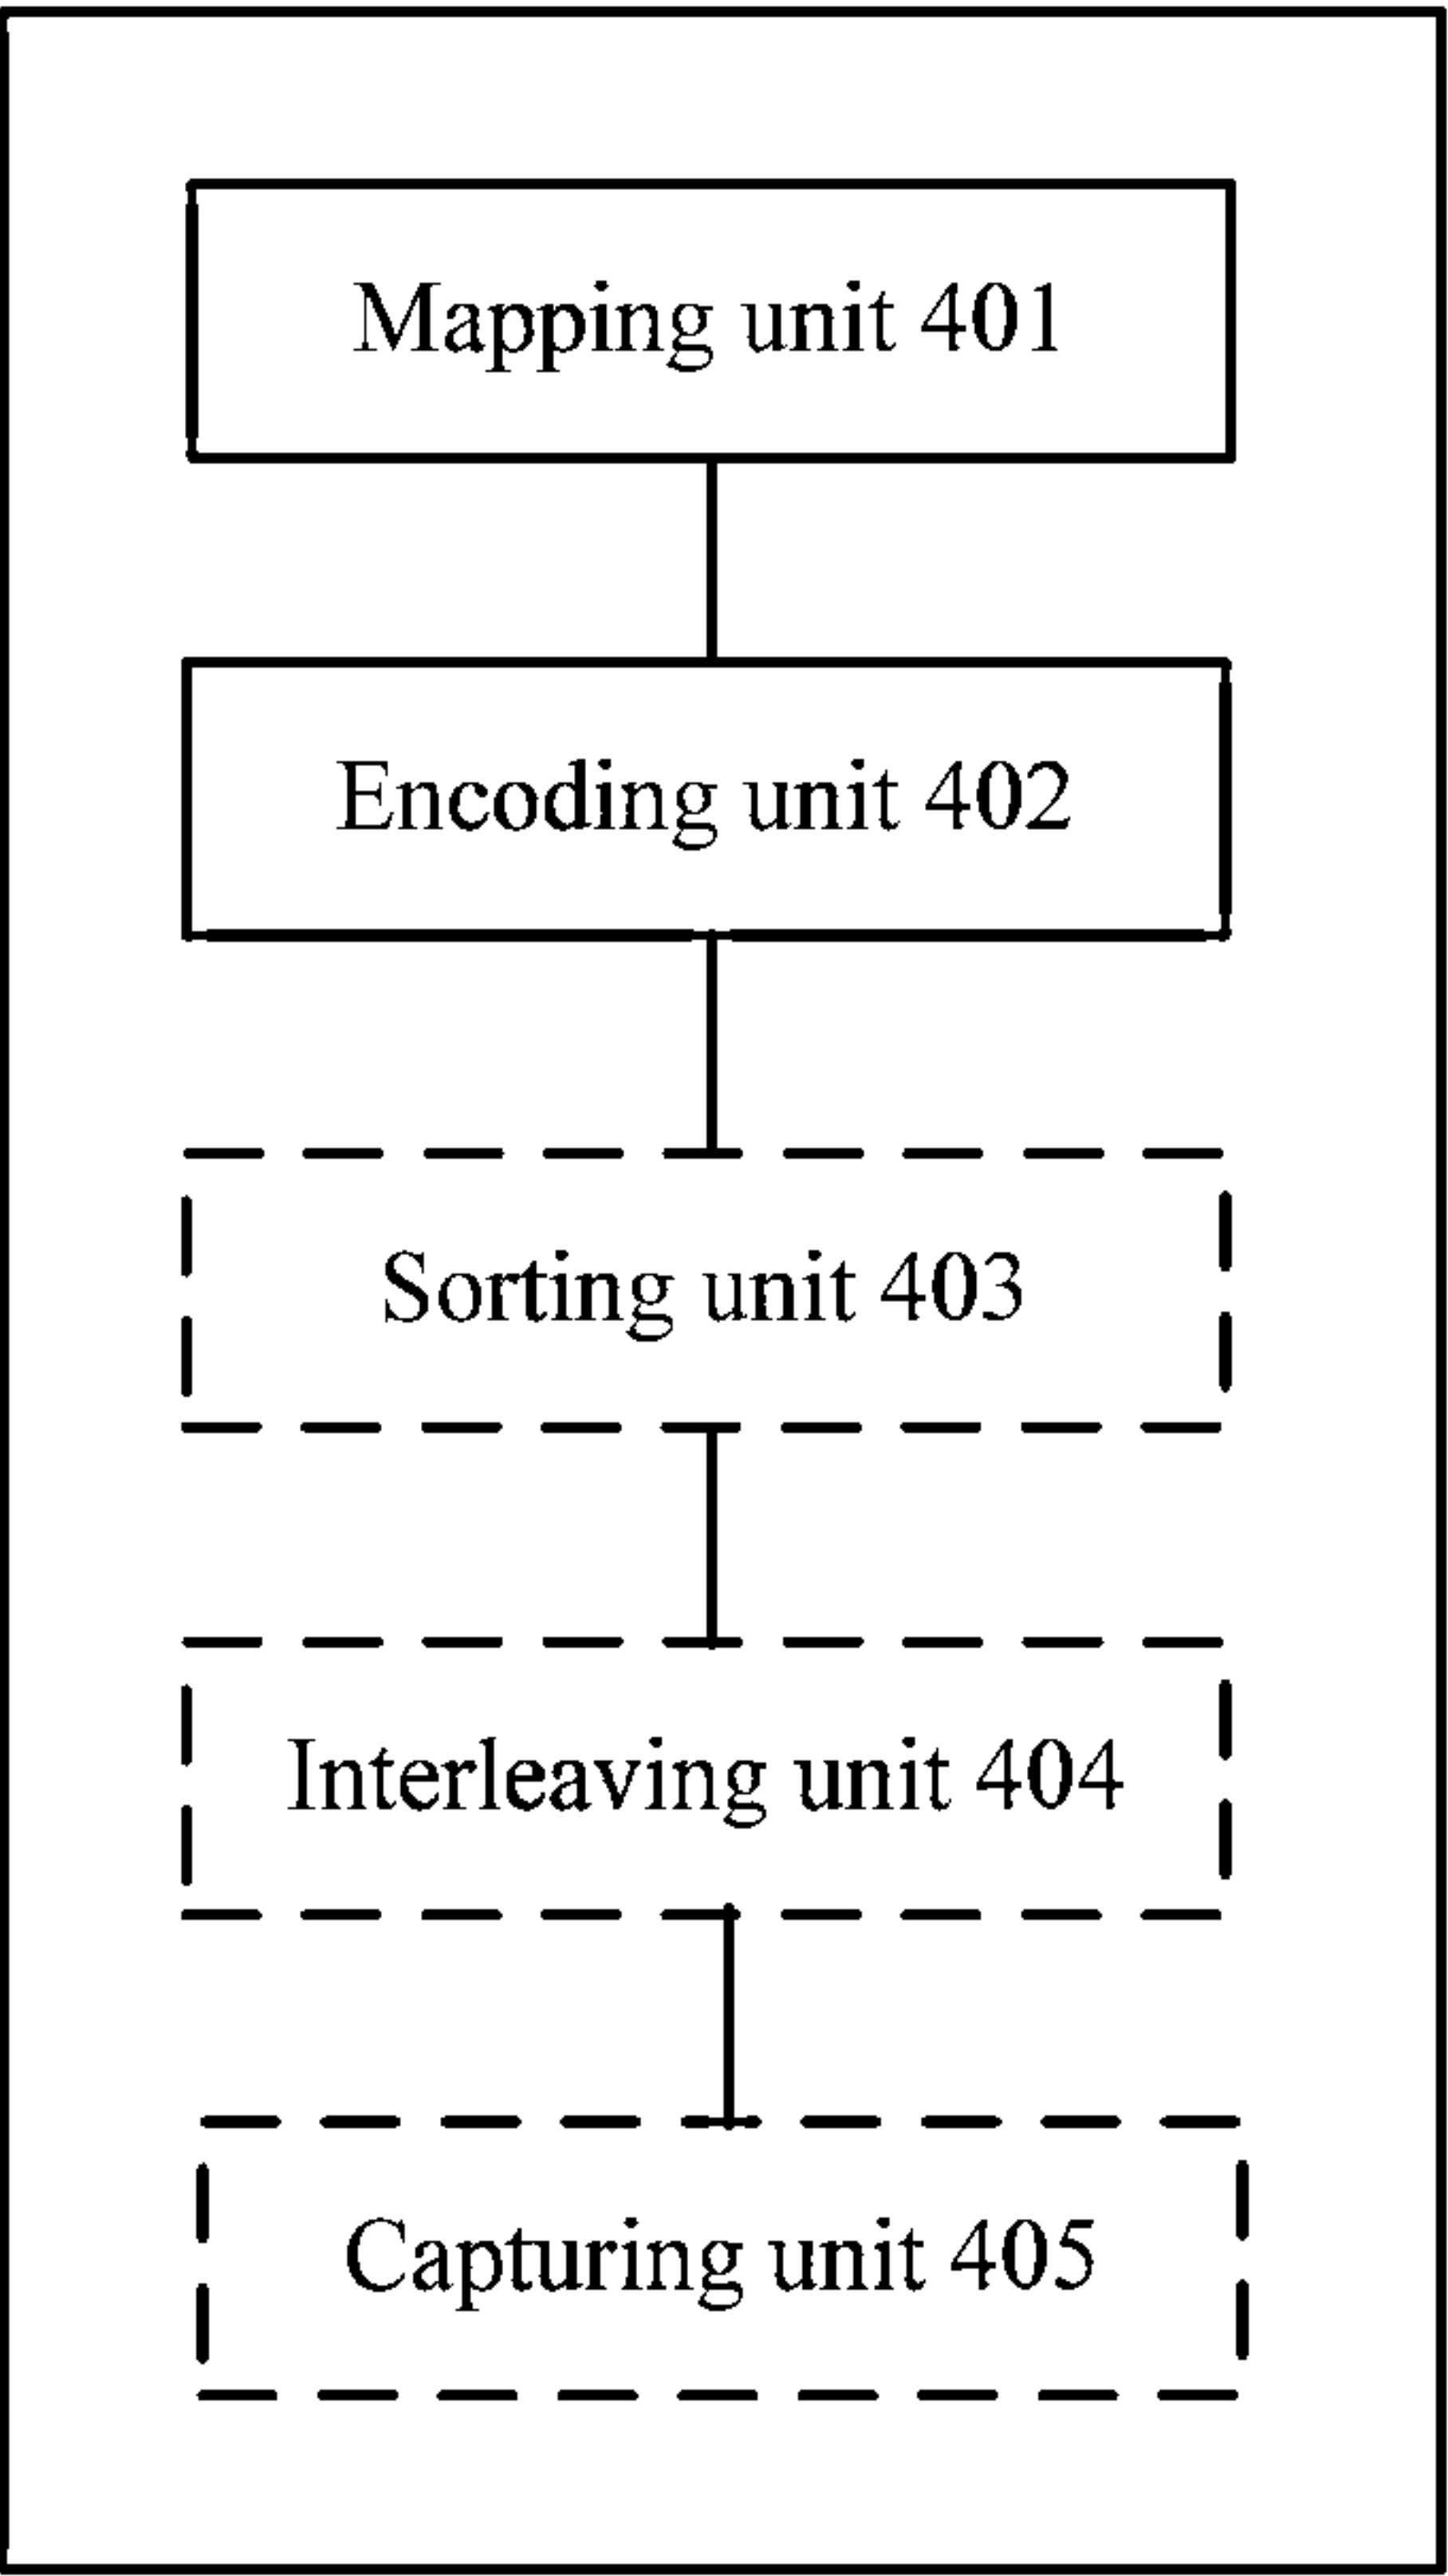 Mapping unit 401
Encoding unit 402
Sorting unit 403
Interleaving unit 404
Capturing unit 405